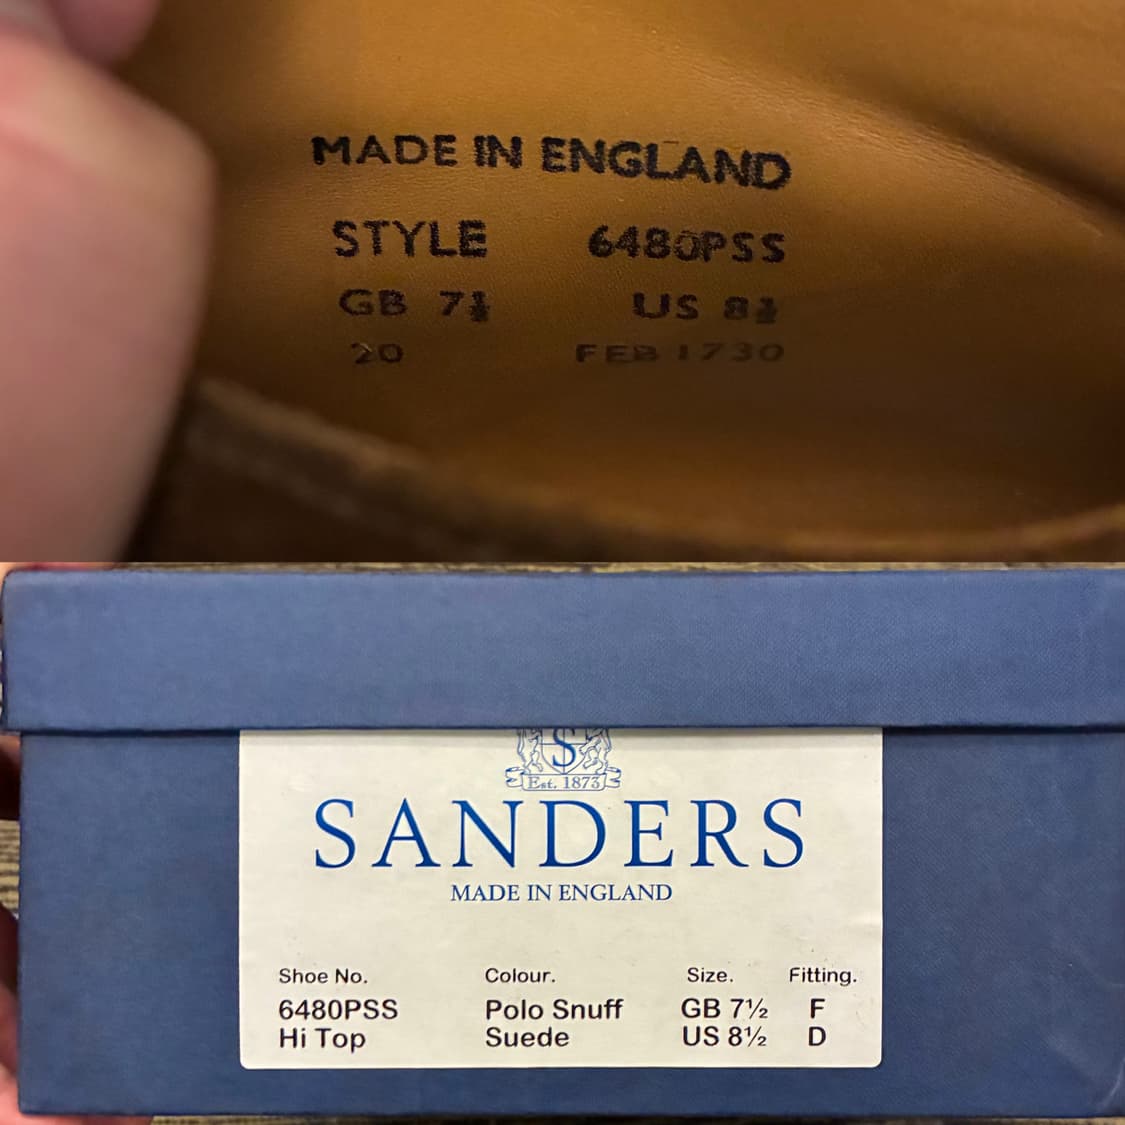 MADE IN ENGLAND
STYLE 6480PSS
GB 7½ US 8½
20 FEB 1730
S
Est. 1873
SANDERS
MADE IN ENGLAND
Shoe No. Colour. Size. Fitting.
6480PSS Polo Snuff GB 7½ F
Hi Top Suede US 8½ D